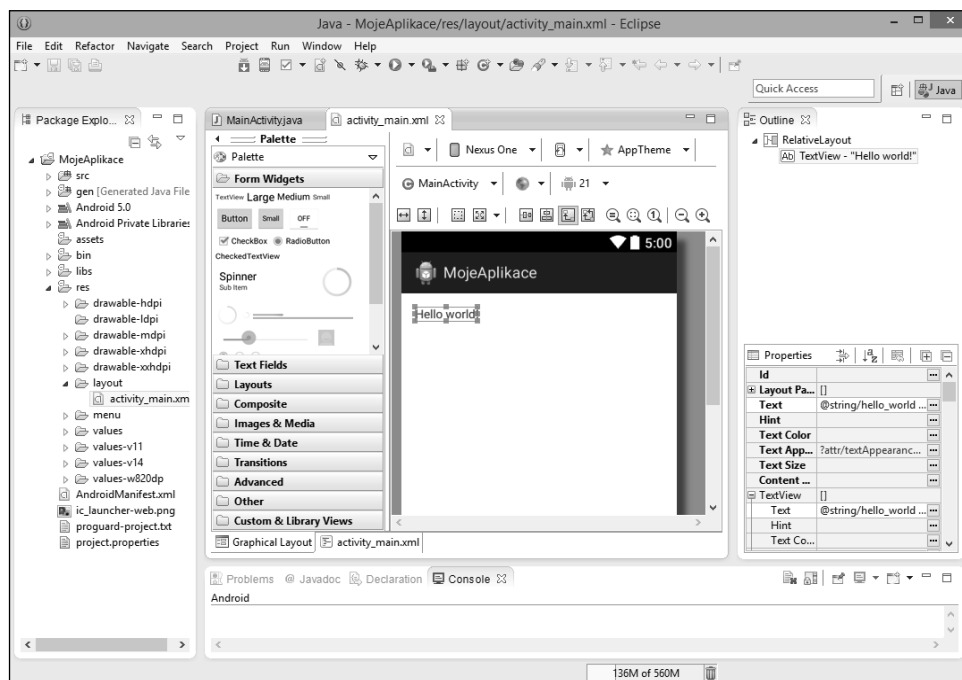 Java - MojeAplikace/res/layout/activity_main.xml - Eclipse
File Edit Refactor Navigate Search Project Run Window Help
Quick Access
Java
Package Explo...
MojeAplikace
src
gen [Generated Java File
Android 5.0
Android Private Libraries
assets
bin
libs
res
drawable-hdpi
drawable-ldpi
drawable-mdpi
drawable-xhdpi
drawable-xxhdpi
layout
activity_main.xm
menu
values
values-v11
values-v14
values-w820dp
AndroidManifest.xml
ic_launcher-web.png
proguard-project.txt
project.properties
MainActivity.java
activity_main.xml
Palette
Palette
Form Widgets
TextView Large Medium Small
Button Small OFF
CheckBox RadioButton
CheckedTextView
Spinner
Sub Item
Text Fields
Layouts
Composite
Images & Media
Time & Date
Transitions
Advanced
Other
Custom & Library Views
Graphical Layout
activity_main.xml
Nexus One
AppTheme
MainActivity
21
5:00
MojeAplikace
Hello world!
Outline
RelativeLayout
Ab TextView - "Hello world!"
Properties
Id
Layout Pa... []
Text @string/hello_world ...
Hint
Text Color
Text App... ?attr/textAppearanc...
Text Size
Content ...
TextView []
Text @string/hello_world ...
Hint
Text Co...
Problems @ Javadoc Declaration Console
Android
136M of 560M